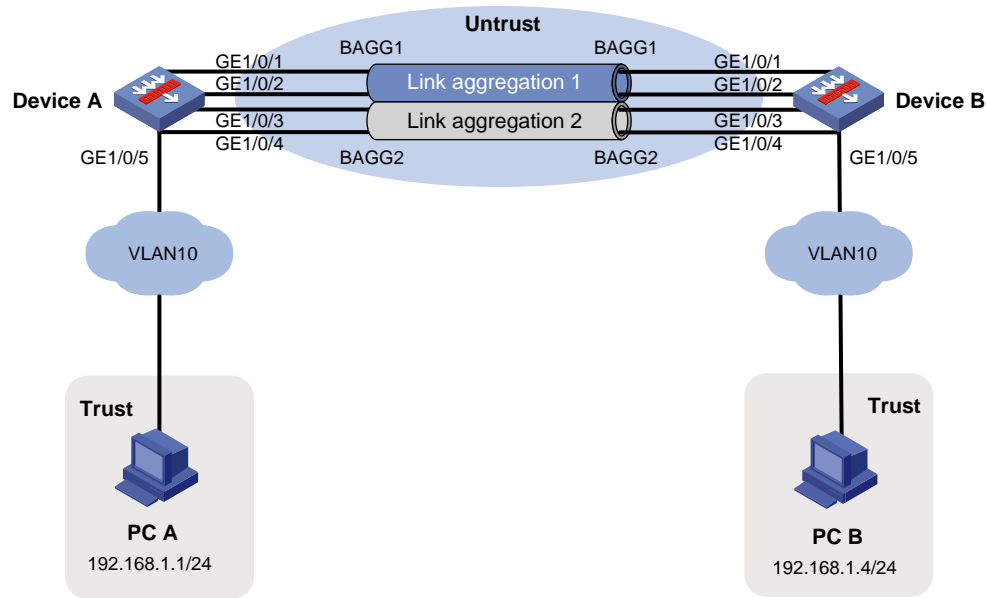 Untrust
BAGG1
BAGG1
GE1/0/1
GE1/0/1
GE1/0/2
Link aggregation 1
GE1/0/2
Device A
Device B
GE1/0/3
Link aggregation 2
GE1/0/3
GE1/0/4
GE1/0/4
GE1/0/5
BAGG2
BAGG2
GE1/0/5
VLAN10
VLAN10
Trust
Trust
PC A
PC B
192.168.1.1/24
192.168.1.4/24